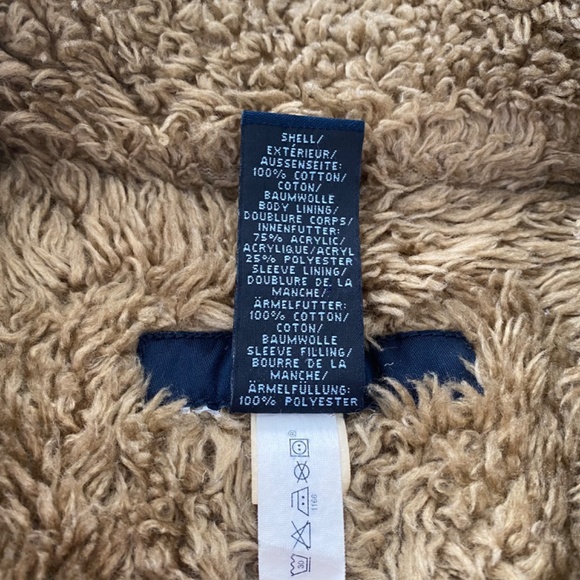 SHELL/
EXTÉRIEUR/
AUSSENSEITE:
100% COTTON/
COTON/
BAUMWOLLE
BODY LINING/
DOUBLURE CORPS/
INNENFUTTER:
75% ACRYLIC/
ACRYLIQUE/ACRYL
25% POLYESTER
SLEEVE LINING/
DOUBLURE DE LA
MANCHE/
ÄRMELFUTTER:
100% COTTON/
COTON/
BAUMWOLLE
SLEEVE FILLING/
BOURRE DE LA
MANCHE/
ÄRMELFÜLLUNG:
100% POLYESTER
1168
30